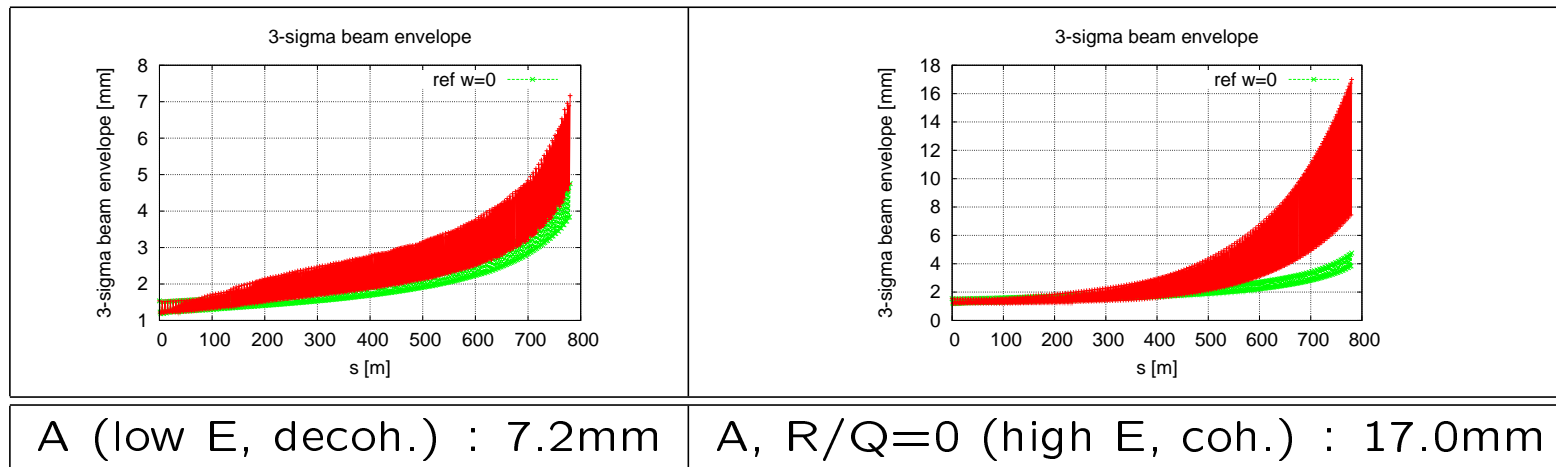 3-sigma beam envelope
3-sigma beam envelope [mm]
8
7
6
5
4
3
2
1
ref w=0
0 100 200 300 400 500 600 700 800
s [m]
3-sigma beam envelope
3-sigma beam envelope [mm]
18
16
14
12
10
8
6
4
2
0
ref w=0
0 100 200 300 400 500 600 700 800
s [m]
A (low E, decoh.) : 7.2mm
A, R/Q=0 (high E, coh.) : 17.0mm